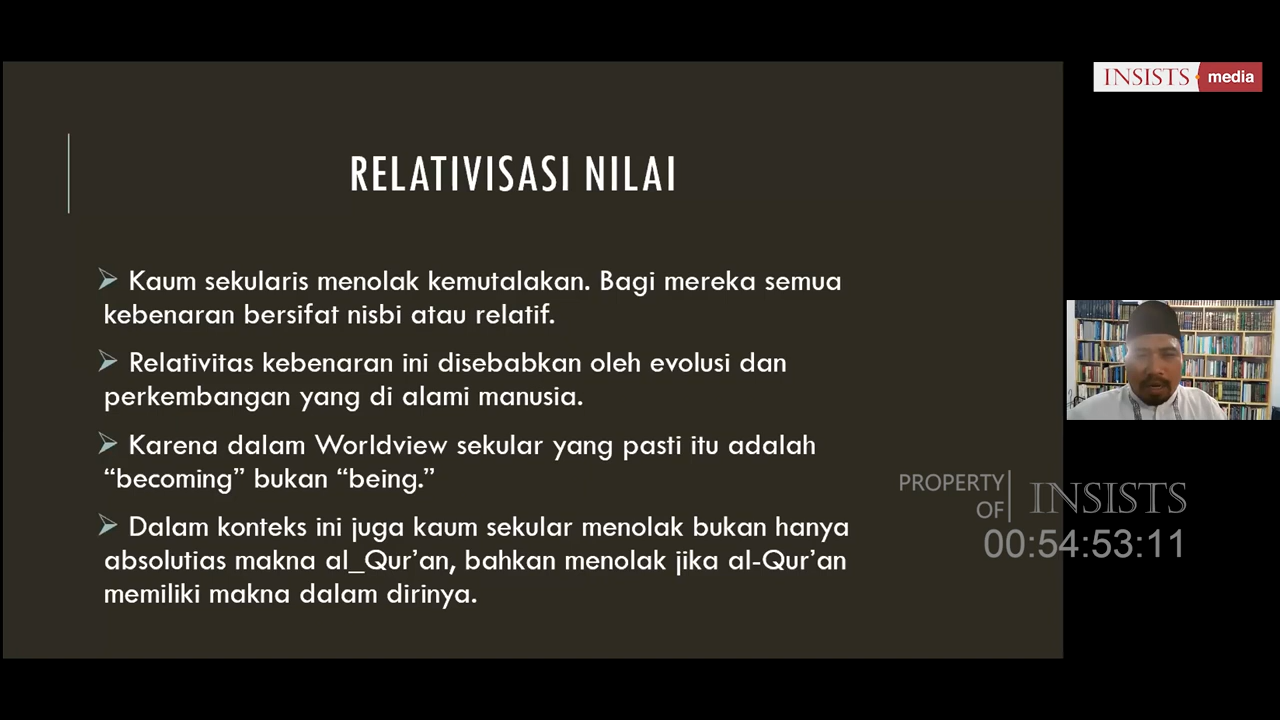 INSISTS media
RELATIVISASI NILAI
➢ Kaum sekularis menolak kemutalakan. Bagi mereka semua
kebenaran bersifat nisbi atau relatif.
➢ Relativitas kebenaran ini disebabkan oleh evolusi dan
perkembangan yang di alami manusia.
➢ Karena dalam Worldview sekular yang pasti itu adalah
“becoming” bukan “being.”
➢ Dalam konteks ini juga kaum sekular menolak bukan hanya
absolutias makna al_Qur’an, bahkan menolak jika al-Qur’an
memiliki makna dalam dirinya.
PROPERTY
OF
INSISTS
00:54:53:11